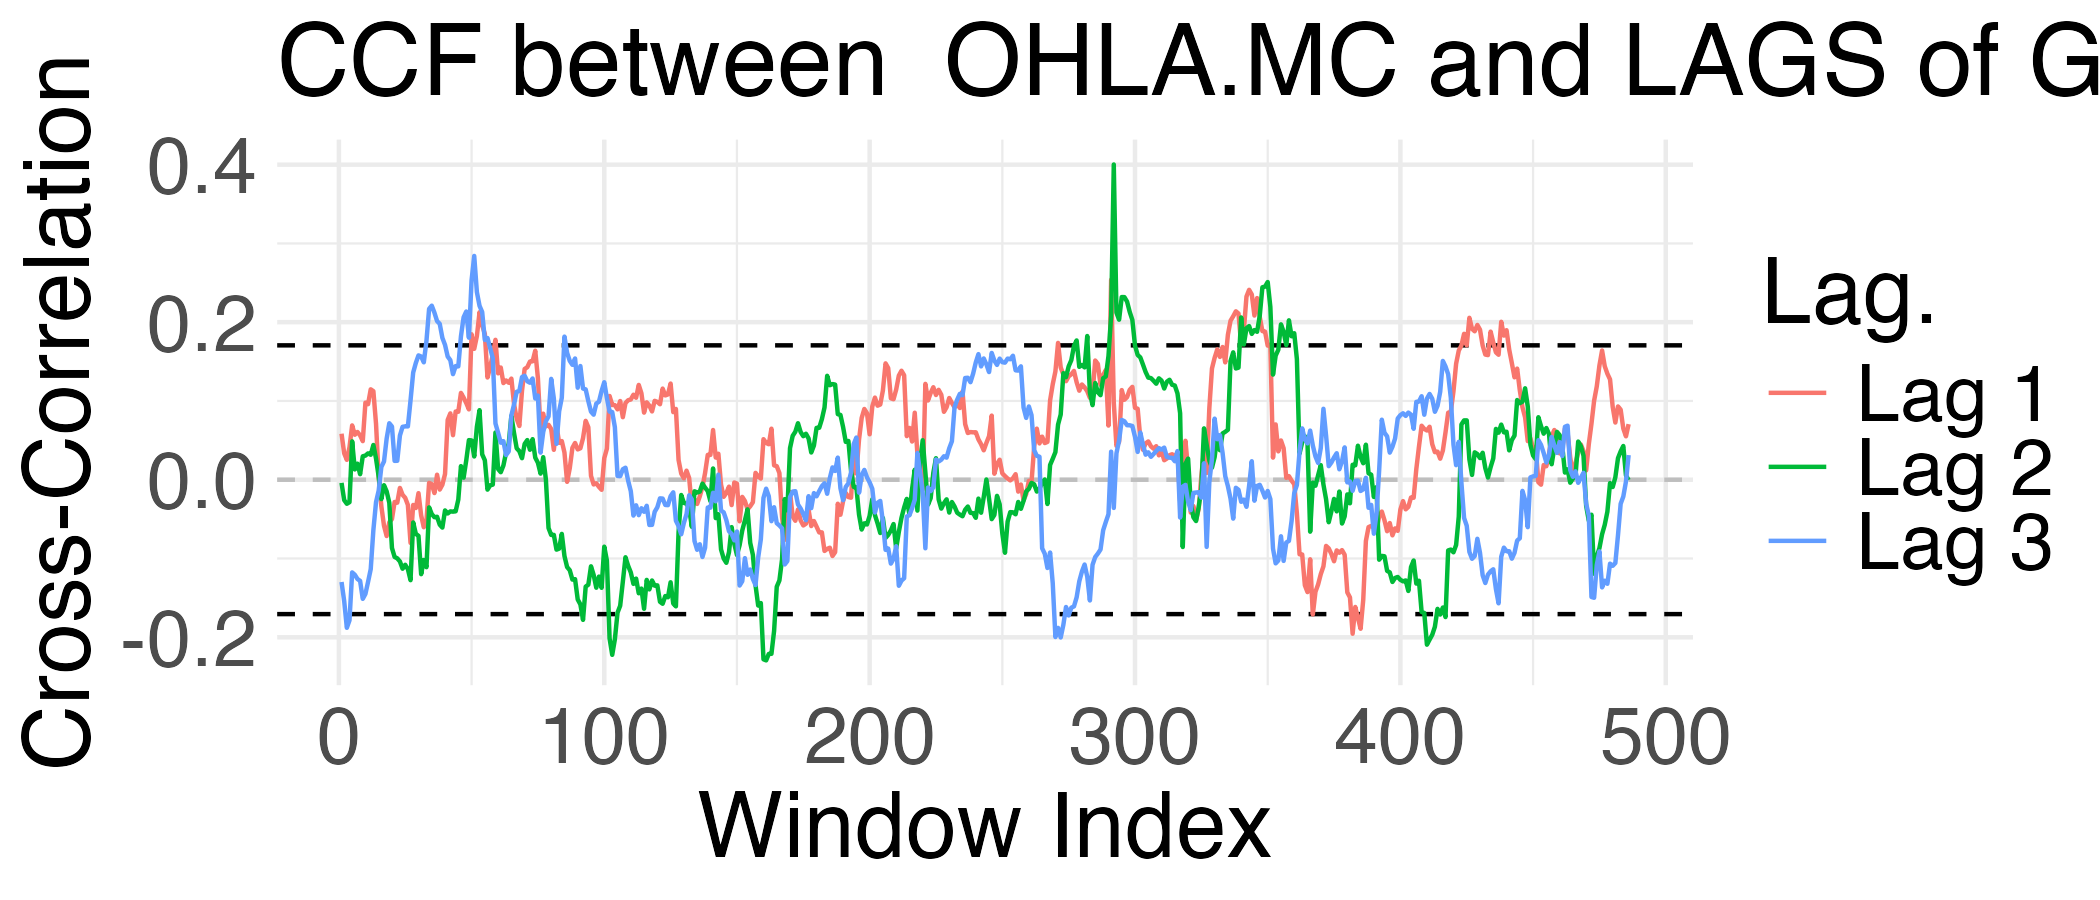 CCF between  OHLA.MC and LAGS of G
Cross-Correlation
0.4
0.2
0.0
-0.2
0
100
200
300
400
500
Window Index
Lag.
Lag 1
Lag 2
Lag 3